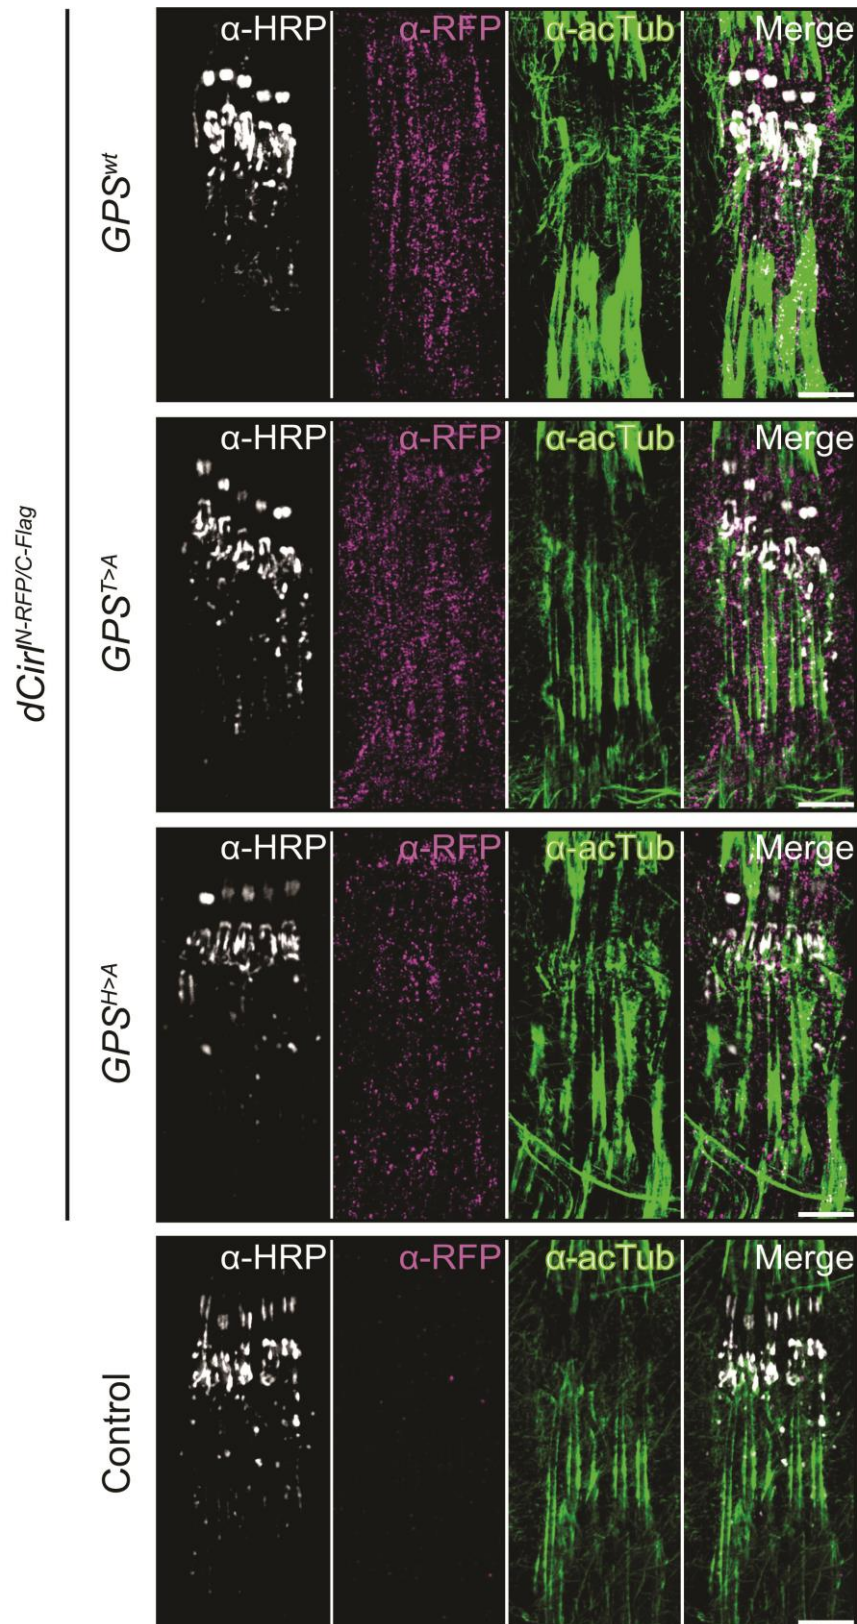 dCirl^N-RFP/C-Flag
GPS^wt
α-HRP α-RFP α-acTub Merge
GPS^T>A
α-HRP α-RFP α-acTub Merge
GPS^H>A
α-HRP α-RFP α-acTub Merge
Control
α-HRP α-RFP α-acTub Merge